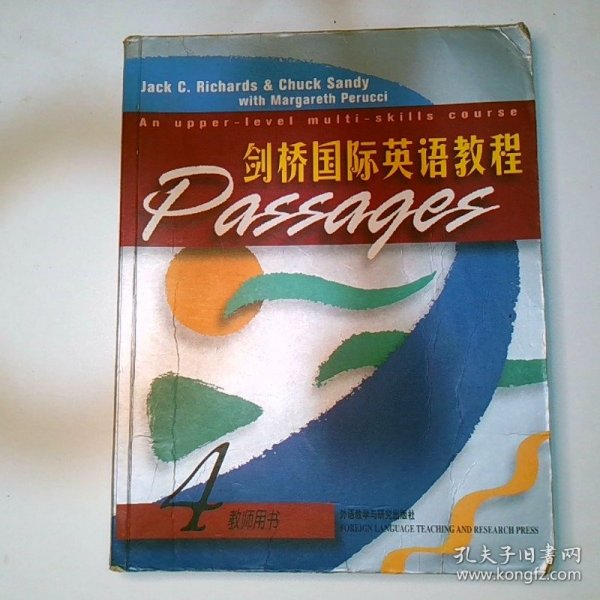 Jack C. Richards & Chuck Sandy
with Margareth Perucci
An upper-level multi-skills course
剑桥国际英语教程
Passages
4
教师用书
外语教学与研究出版社
FOREIGN LANGUAGE TEACHING AND RESEARCH PRESS
孔夫子旧书网
www.kongfz.com